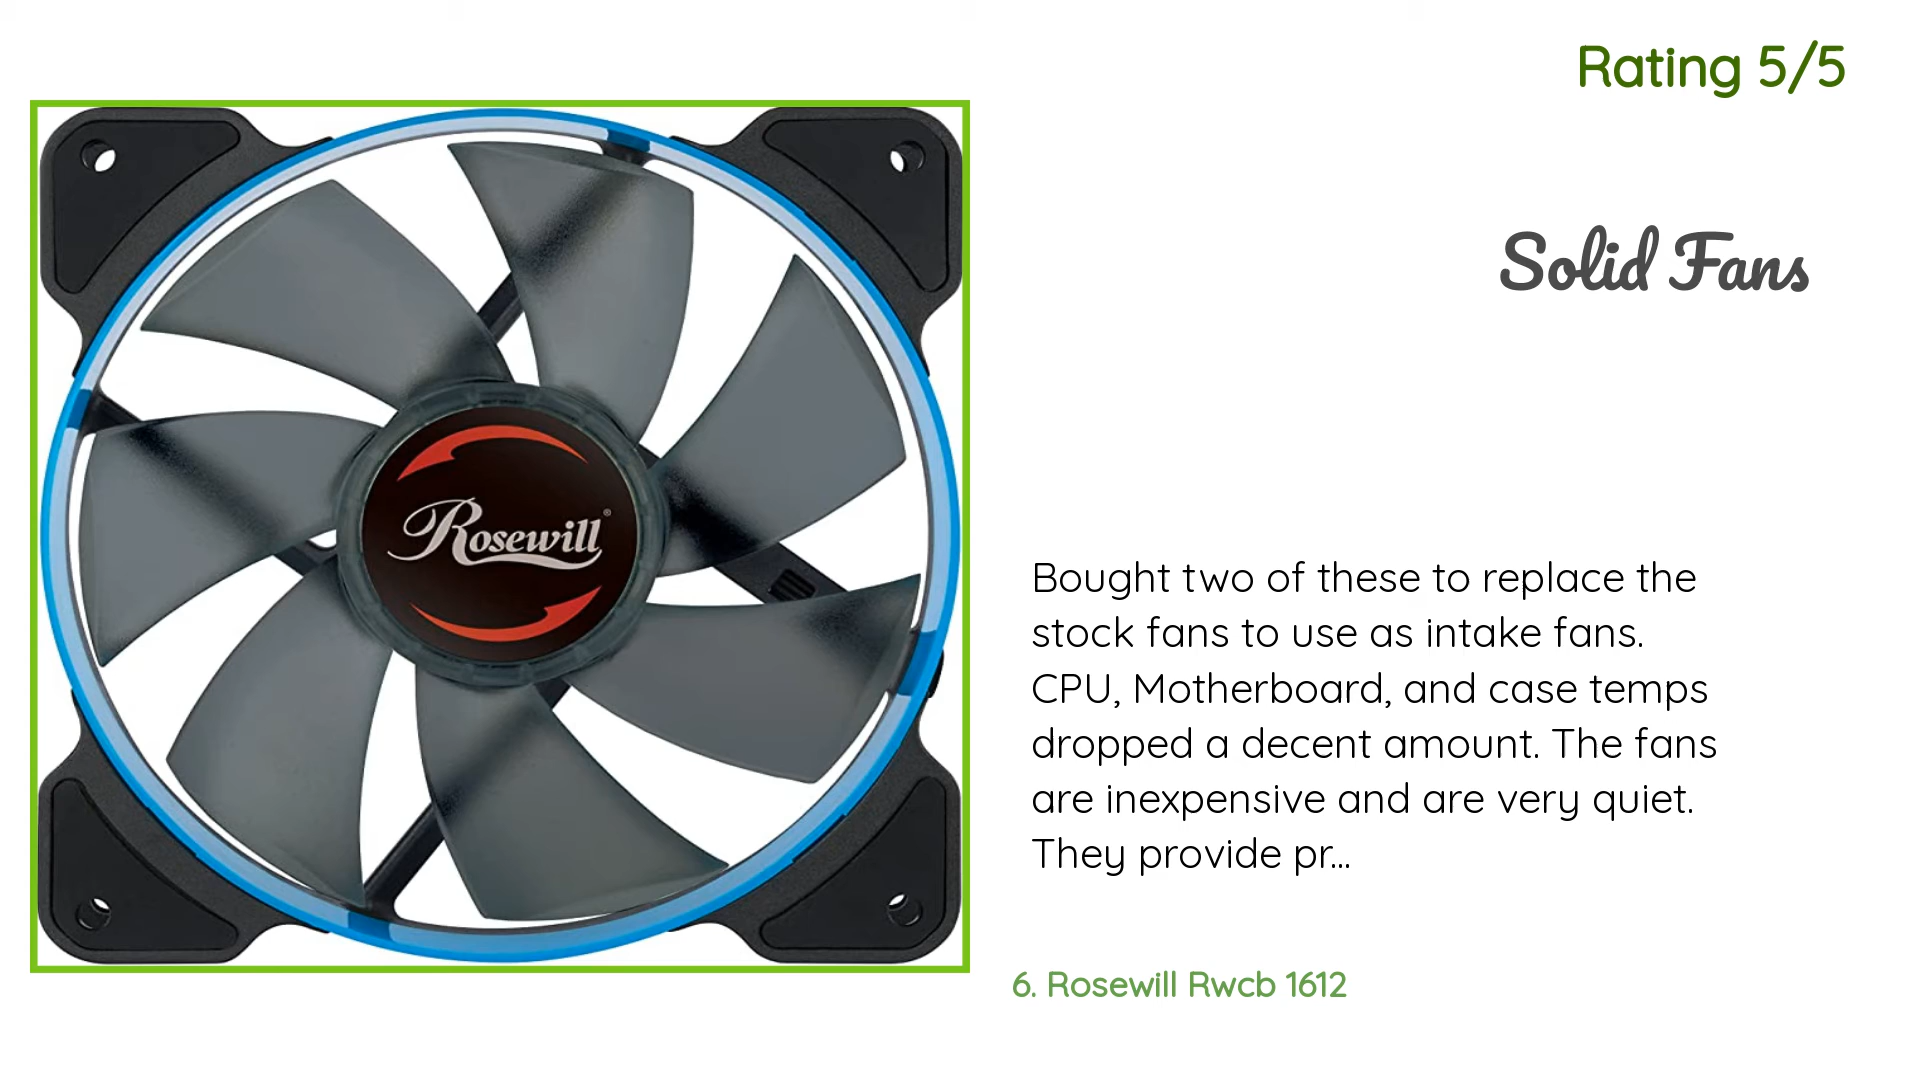 Rating 5/5
Solid Fans
Rosewill®
Bought two of these to replace the
stock fans to use as intake fans.
CPU, Motherboard, and case temps
dropped a decent amount. The fans
are inexpensive and are very quiet.
They provide pr...
6. Rosewill Rwcb 1612